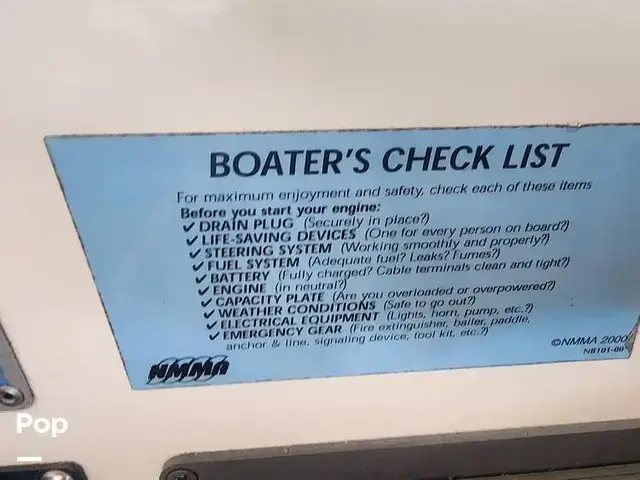 BOATER'S CHECK LIST
For maximum enjoyment and safety, check each of these items
Before you start your engine:
✓ DRAIN PLUG (Securely in place?)
✓ LIFE-SAVING DEVICES (One for every person on board?)
✓ STEERING SYSTEM (Working smoothly and properly?)
✓ FUEL SYSTEM (Adequate fuel? Leaks? Fumes?)
✓ BATTERY (Fully charged? Cable terminals clean and tight?)
✓ ENGINE (in neutral?)
✓ CAPACITY PLATE (Are you overloaded or overpowered?)
✓ WEATHER CONDITIONS (Safe to go out?)
✓ ELECTRICAL EQUIPMENT (Lights, horn, pump, etc.?)
✓ EMERGENCY GEAR (Fire extinguisher, bailer, paddle,
anchor & line, signaling device, tool kit, etc.?)
NMMA
©NMMA 2000
N8101-00
Pop